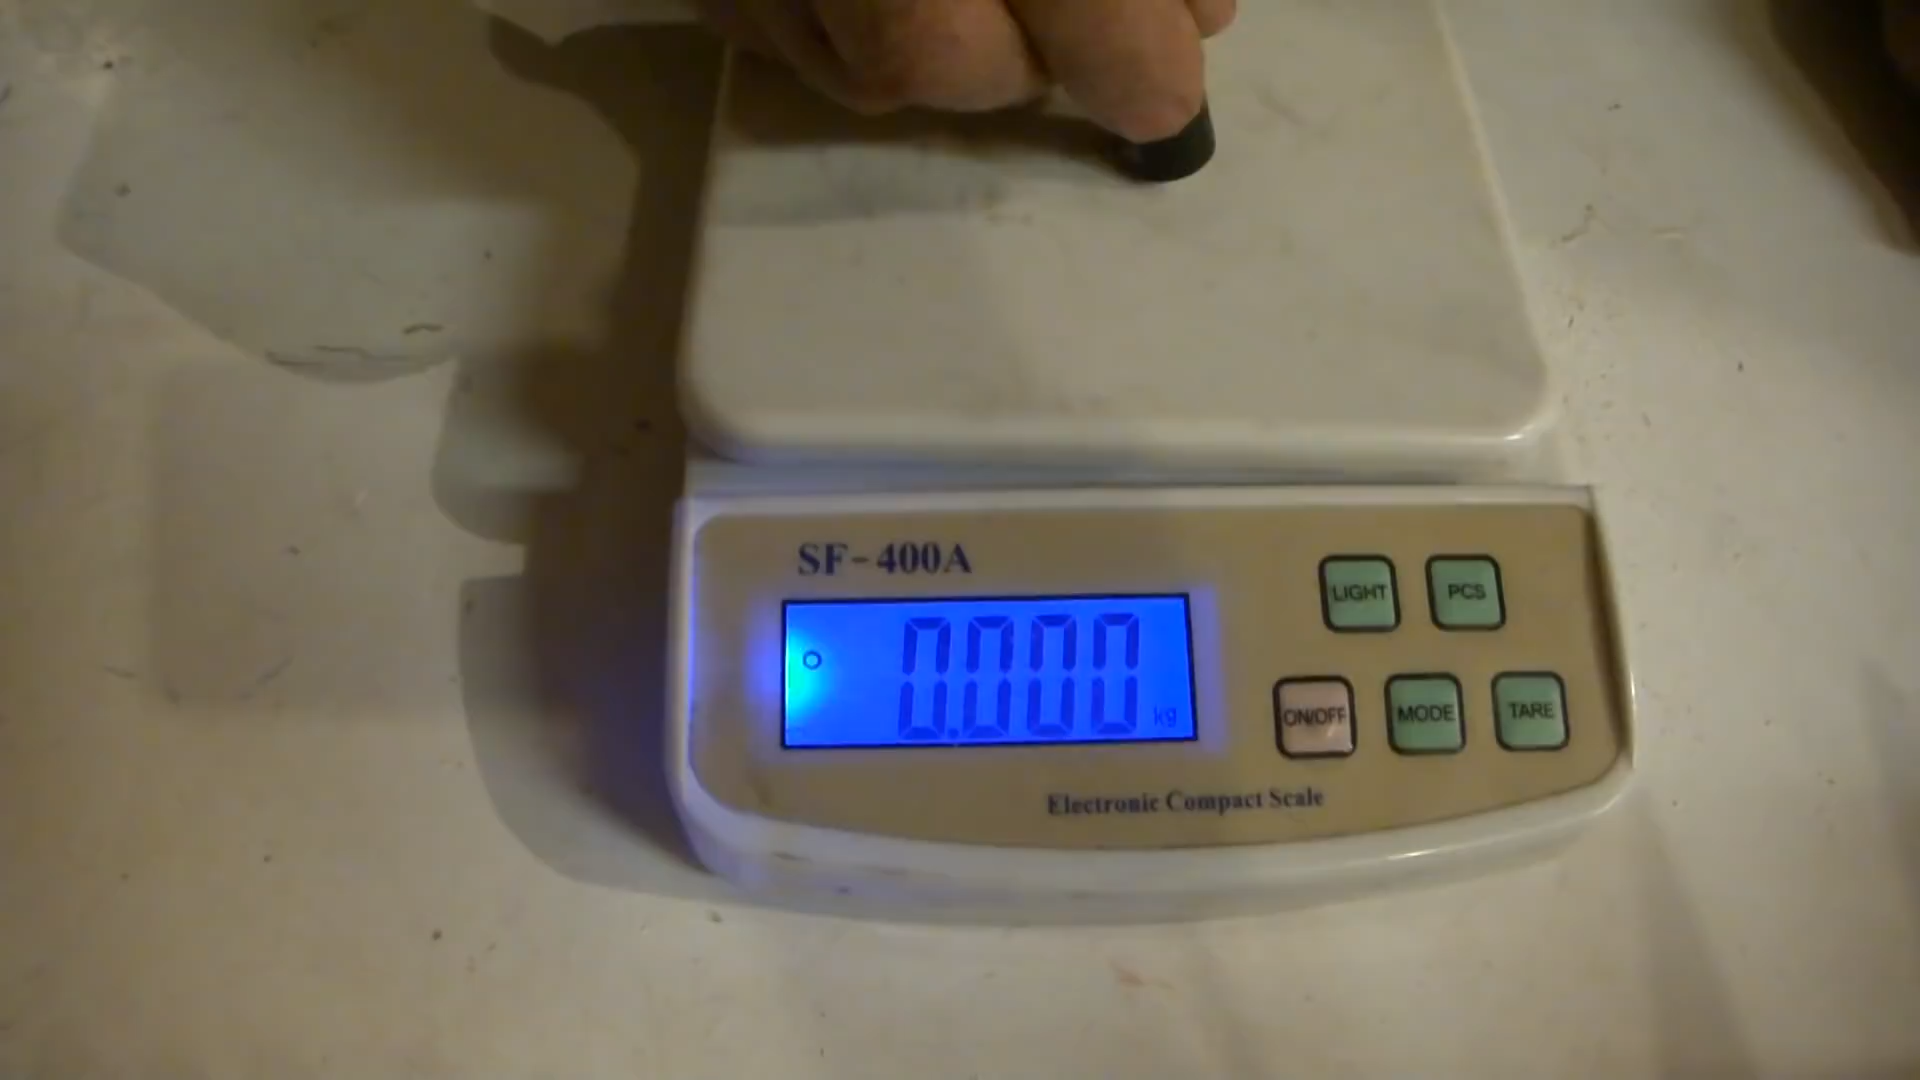 SF-400A
0.000 kg
LIGHT
PCS
ON/OFF
MODE
TARE
Electronic Compact Scale